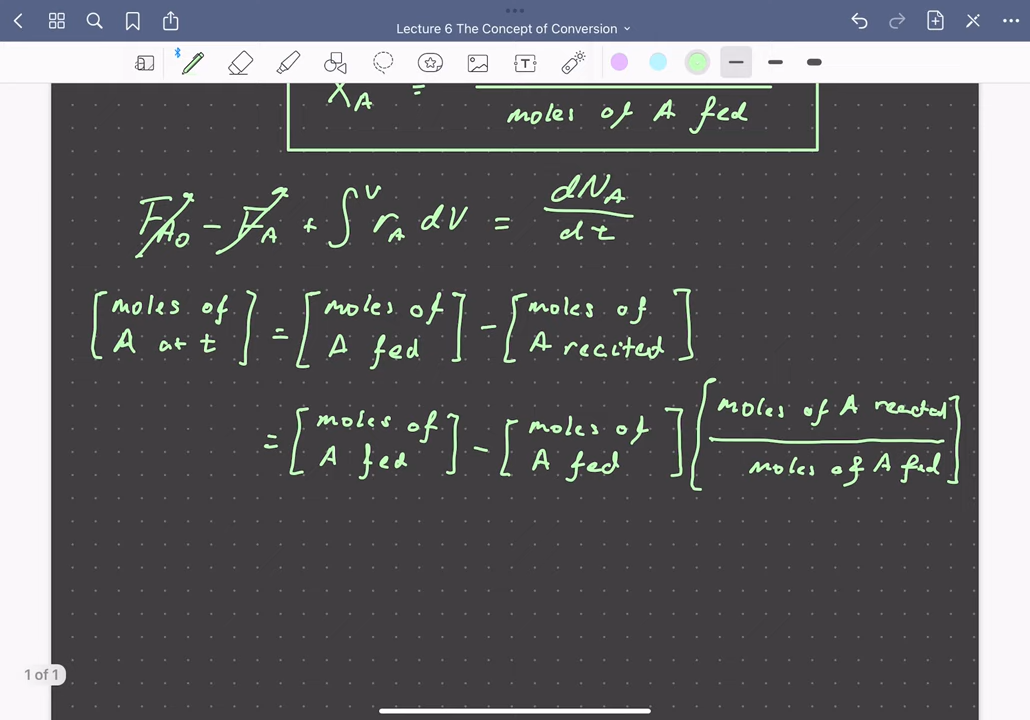 Lecture 6 The Concept of Conversion
X_A =
moles of A fed
F_A0 - F_A + ∫^V r_A dV = dN_A / dt
[moles of A at t] = [moles of A fed] - [moles of A reacted]
= [moles of A fed] - [moles of A fed] [moles of A reacted / moles of A fed]
1 of 1